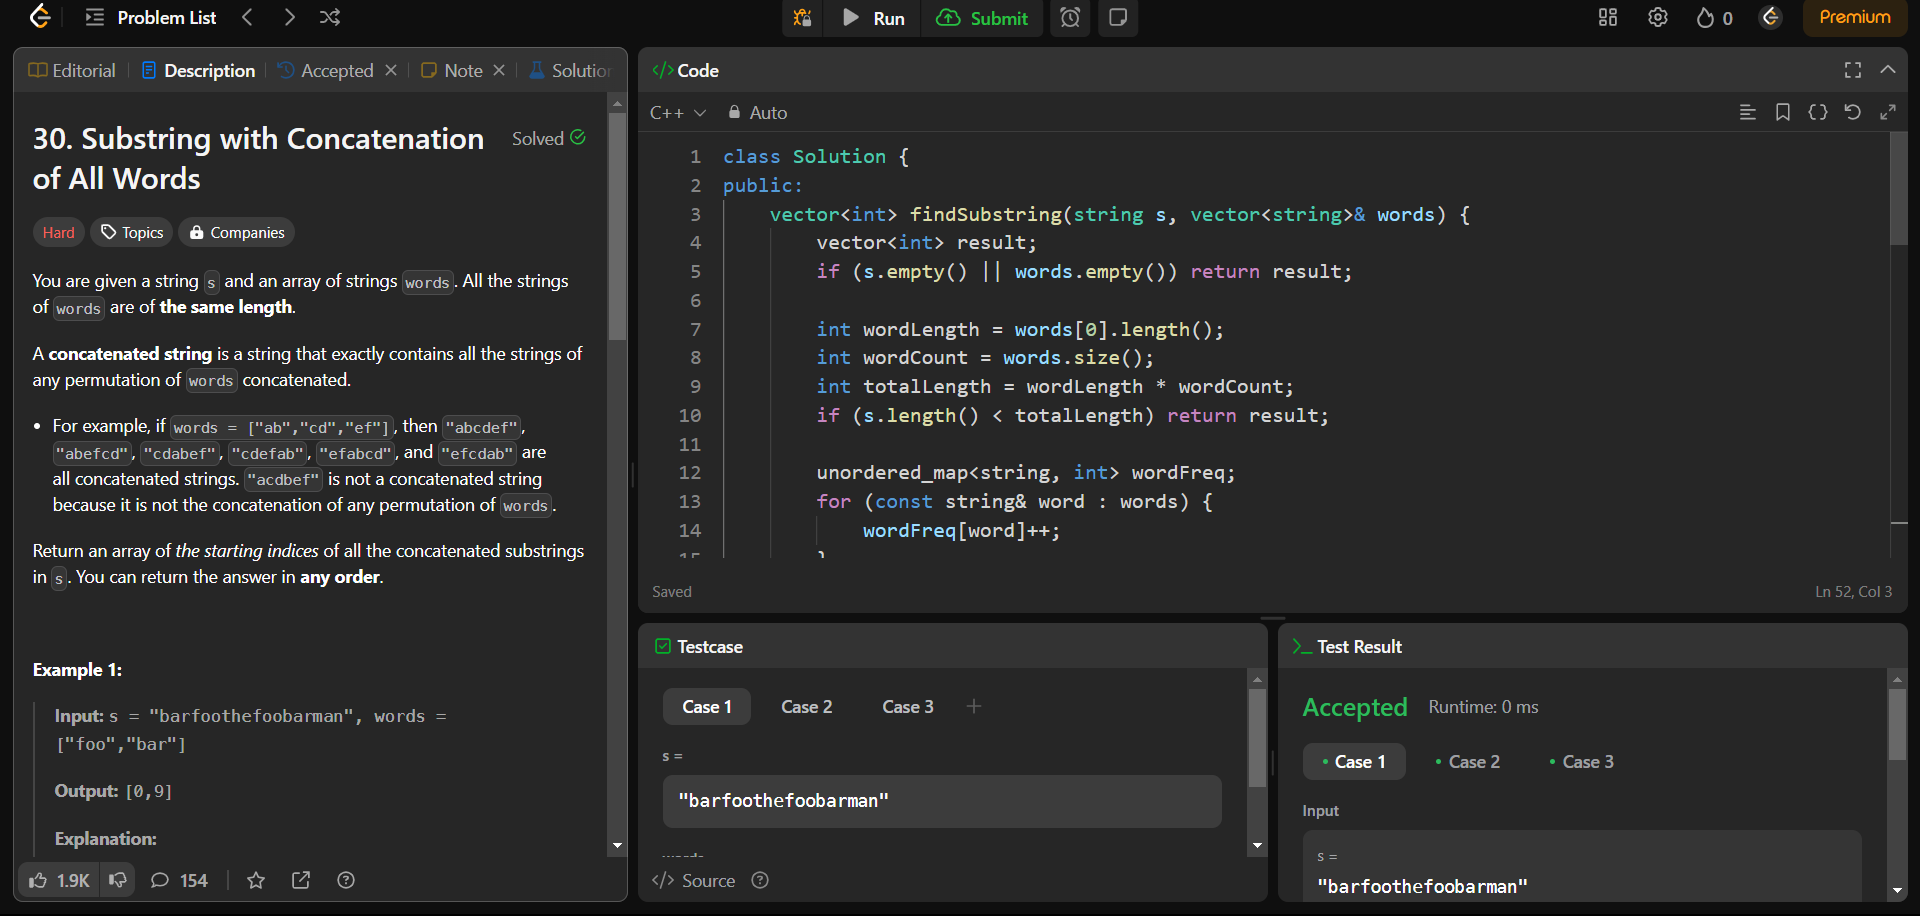 Problem List
Run
Submit
0
Premium
Editorial
Description
Accepted
Note
Solution
30. Substring with Concatenation
of All Words
Solved
Hard
Topics
Companies
You are given a string s and an array of strings words. All the strings
of words are of the same length.
A concatenated string is a string that exactly contains all the strings of
any permutation of words concatenated.
• For example, if words = ["ab","cd","ef"], then "abcdef",
"abefcd", "cdabef", "cdefab", "efabcd", and "efcdab" are
all concatenated strings. "acdbef" is not a concatenated string
because it is not the concatenation of any permutation of words.
Return an array of the starting indices of all the concatenated substrings
in s. You can return the answer in any order.
Example 1:
Input: s = "barfoothefoobarman", words =
["foo","bar"]
Output: [0,9]
Explanation:
1.9K
154
</> Code
C++
Auto
1 class Solution {
2 public:
3 vector<int> findSubstring(string s, vector<string>& words) {
4 vector<int> result;
5 if (s.empty() || words.empty()) return result;
6
7 int wordLength = words[0].length();
8 int wordCount = words.size();
9 int totalLength = wordLength * wordCount;
10 if (s.length() < totalLength) return result;
11
12 unordered_map<string, int> wordFreq;
13 for (const string& word : words) {
14 wordFreq[word]++;
15 }
Saved
Ln 52, Col 3
Testcase
Case 1
Case 2
Case 3
+
s =
"barfoothefoobarman"
</> Source
Test Result
Accepted
Runtime: 0 ms
• Case 1
• Case 2
• Case 3
Input
s =
"barfoothefoobarman"